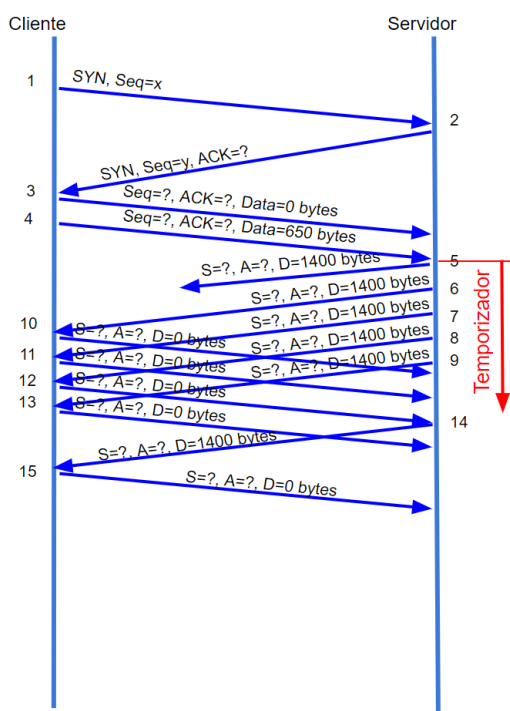 Cliente
Servidor
1
SYN, Seq=x
2
SYN, Seq=y, ACK=?
3
Seq=?, ACK=?, Data=0 bytes
4
Seq=?, ACK=?, Data=650 bytes
5
S=?, A=?, D=1400 bytes
6
S=?, A=?, D=1400 bytes
7
S=?, A=?, D=1400 bytes
8
S=?, A=?, D=1400 bytes
9
S=?, A=?, D=1400 bytes
Temporizador
10
S=?, A=?, D=0 bytes
11
S=?, A=?, D=0 bytes
12
S=?, A=?, D=0 bytes
13
S=?, A=?, D=0 bytes
14
S=?, A=?, D=1400 bytes
15
S=?, A=?, D=0 bytes